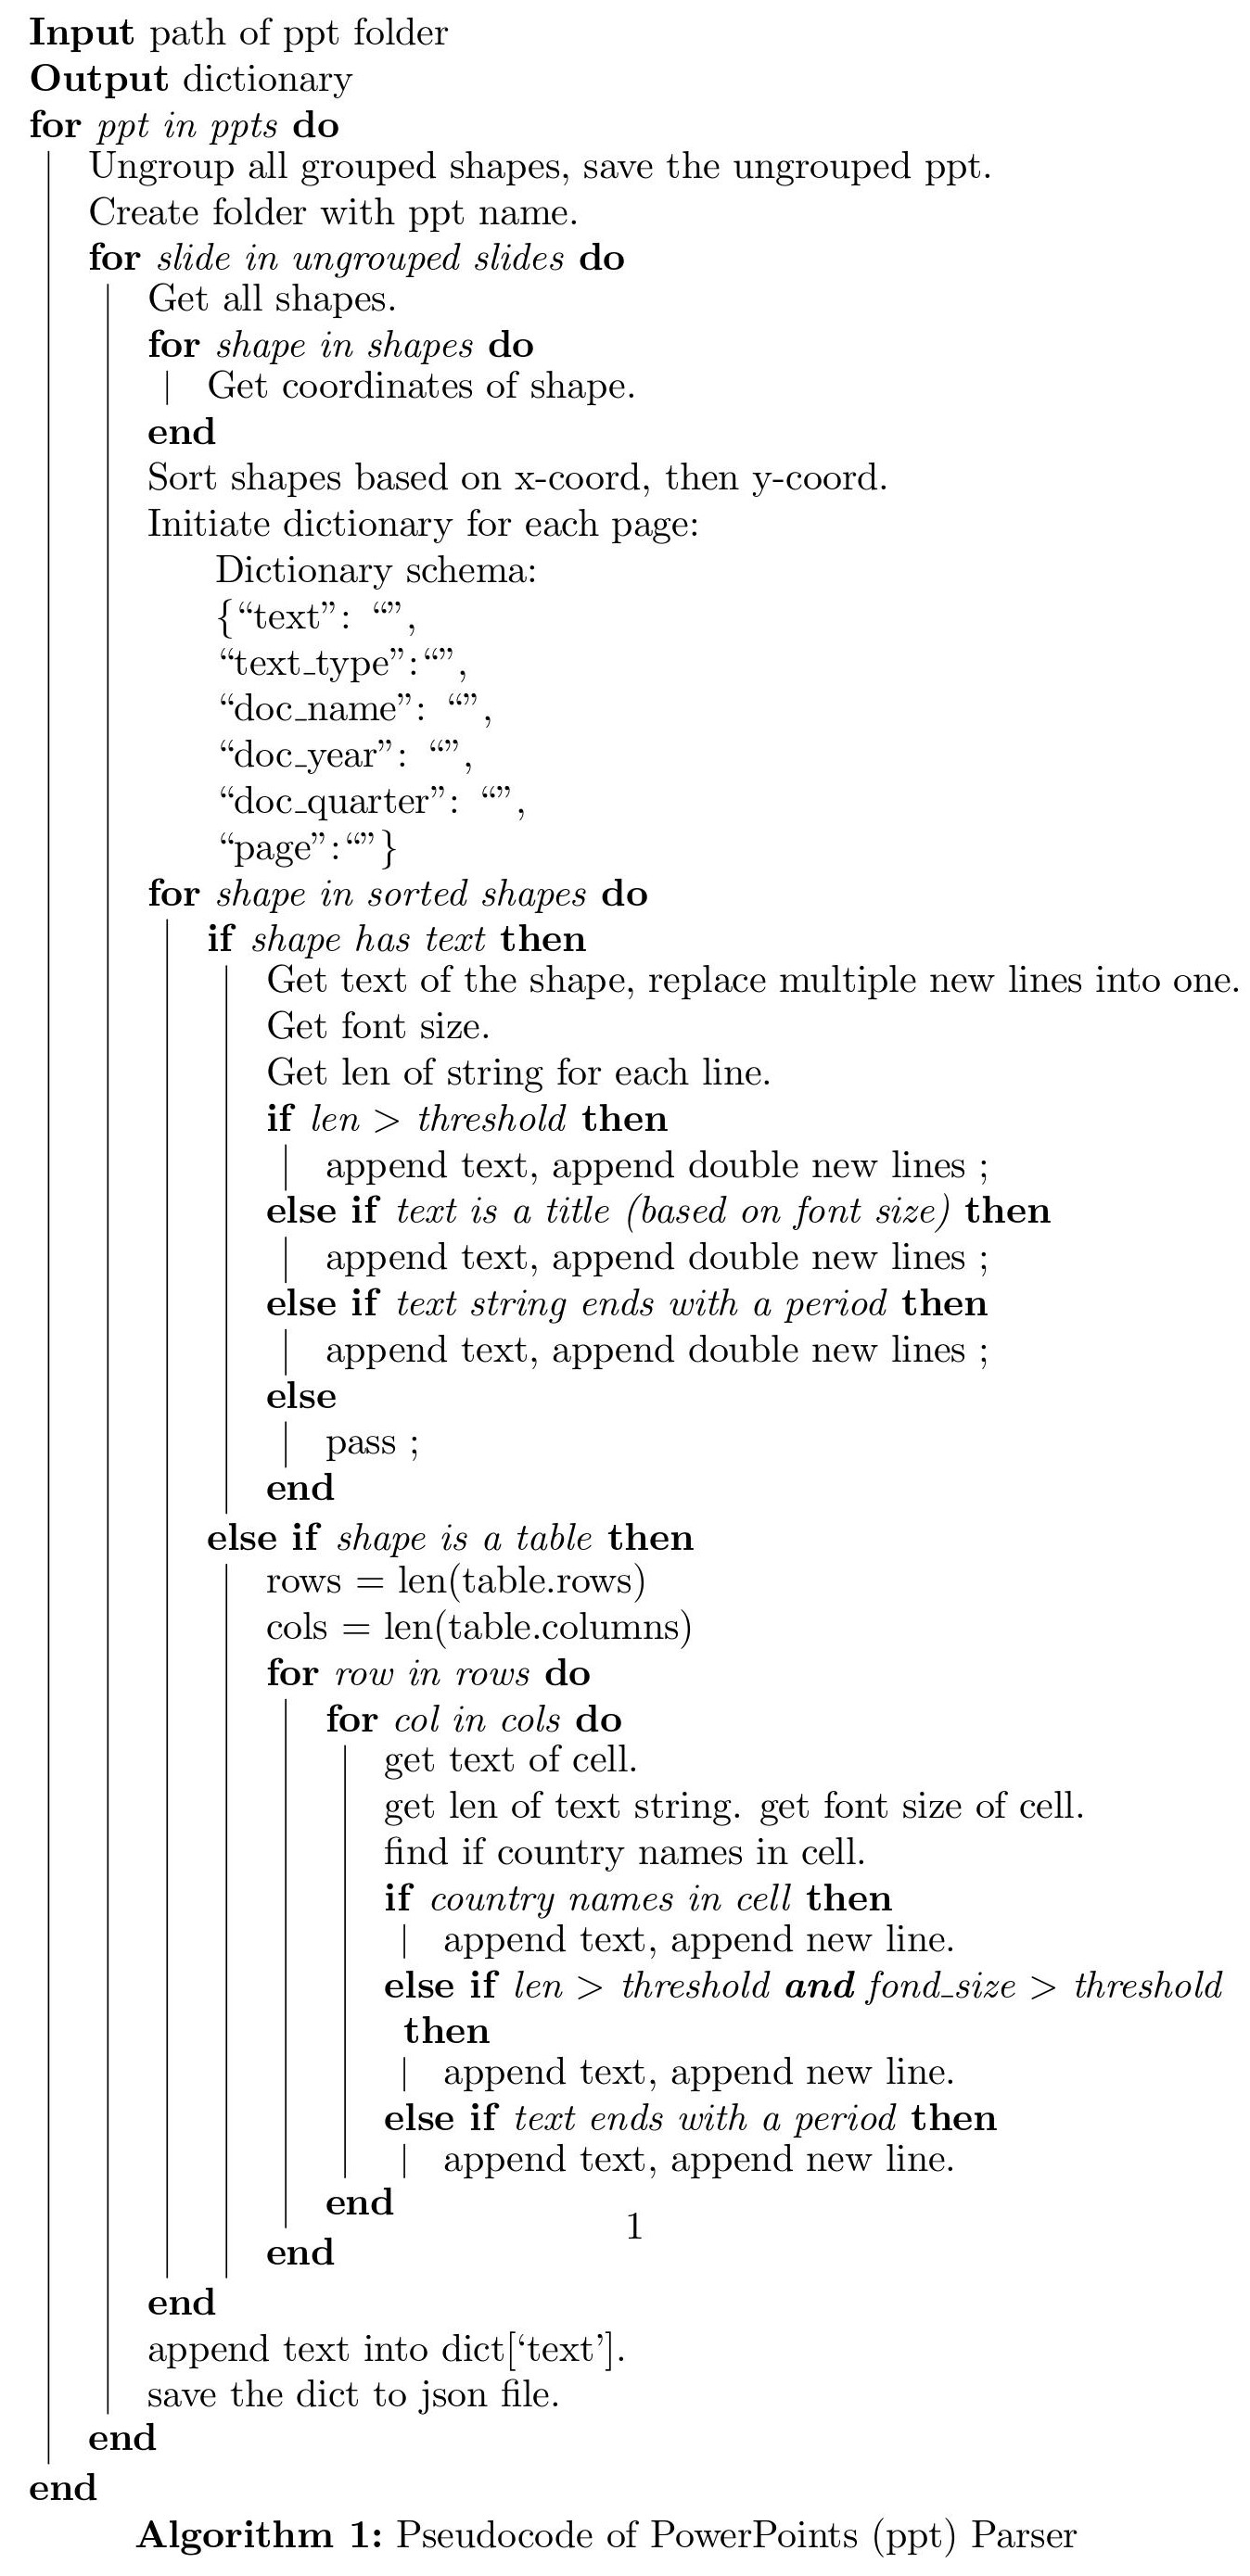 Input path of ppt folder
Output dictionary
for ppt in ppts do
Ungroup all grouped shapes, save the ungrouped ppt.
Create folder with ppt name.
for slide in ungrouped slides do
Get all shapes.
for shape in shapes do
Get coordinates of shape.
end
Sort shapes based on x-coord, then y-coord.
Initiate dictionary for each page:
Dictionary schema:
{“text”: “”,
“text_type”:“”,
“doc_name”: “”,
“doc_year”: “”,
“doc_quarter”: “”,
“page”:“”}
for shape in sorted shapes do
if shape has text then
Get text of the shape, replace multiple new lines into one.
Get font size.
Get len of string for each line.
if len > threshold then
append text, append double new lines ;
else if text is a title (based on font size) then
append text, append double new lines ;
else if text string ends with a period then
append text, append double new lines ;
else
pass ;
end
else if shape is a table then
rows = len(table.rows)
cols = len(table.columns)
for row in rows do
for col in cols do
get text of cell.
get len of text string. get font size of cell.
find if country names in cell.
if country names in cell then
append text, append new line.
else if len > threshold and fond_size > threshold
then
append text, append new line.
else if text ends with a period then
append text, append new line.
end
1
end
end
append text into dict[‘text’].
save the dict to json file.
end
end
Algorithm 1: Pseudocode of PowerPoints (ppt) Parser